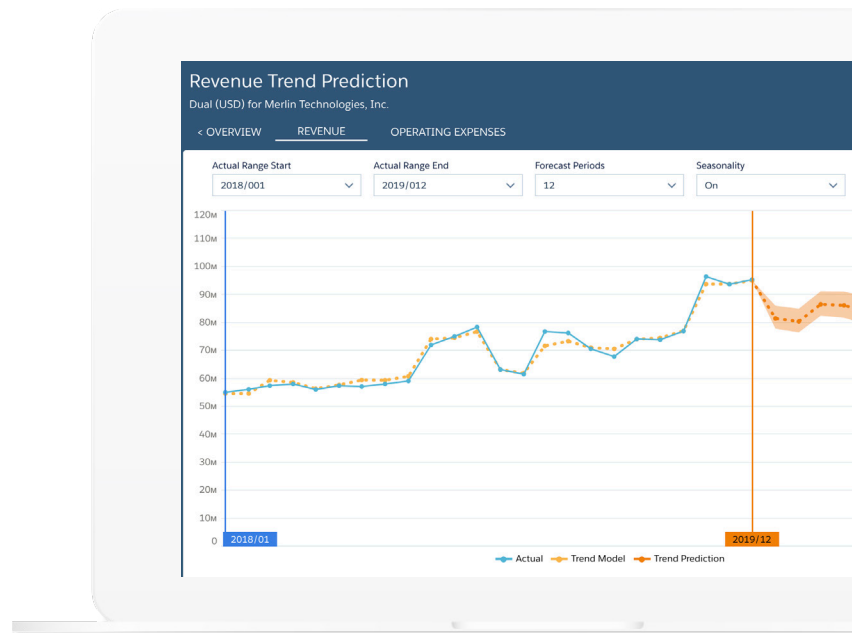 Revenue Trend Prediction
Dual (USD) for Merlin Technologies, Inc.
< OVERVIEW REVENUE OPERATING EXPENSES
Actual Range Start Actual Range End Forecast Periods Seasonality
2018/001 2019/012 12 On
120M
110M
100M
90M
80M
70M
60M
50M
40M
30M
20M
10M
0 2018/01 2019/12
Actual Trend Model Trend Prediction